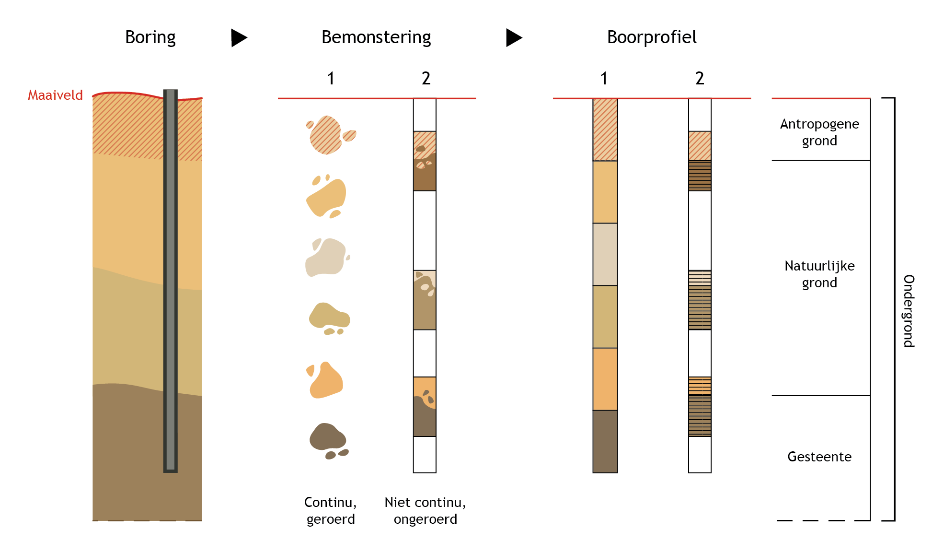 Boring
Bemonstering
Boorprofiel
1
2
1
2
Maaiveld
Antropogene
grond
Natuurlijke
grond
Gesteente
Ondergrond
Continu,
geroerd
Niet continu,
ongeroerd